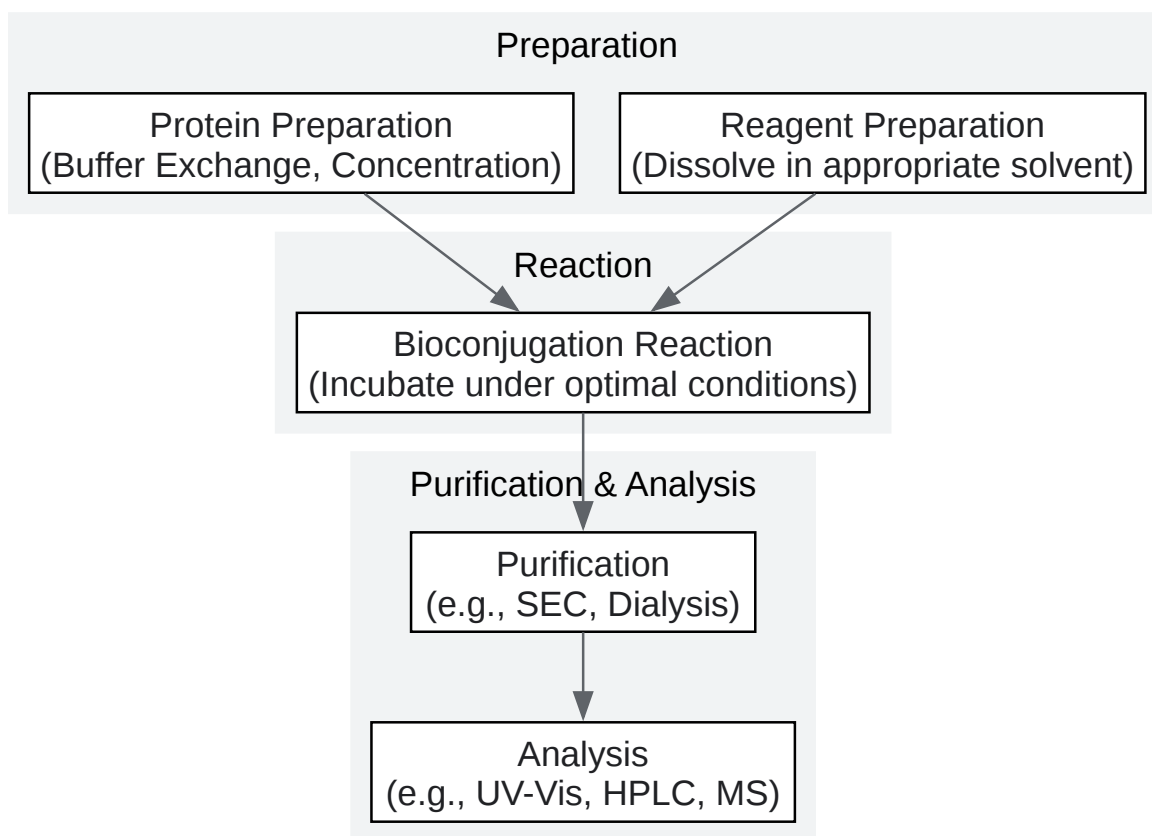 Preparation
Protein Preparation
(Buffer Exchange, Concentration)
Reagent Preparation
(Dissolve in appropriate solvent)
Reaction
Bioconjugation Reaction
(Incubate under optimal conditions)
Purification & Analysis
Purification
(e.g., SEC, Dialysis)
Analysis
(e.g., UV-Vis, HPLC, MS)